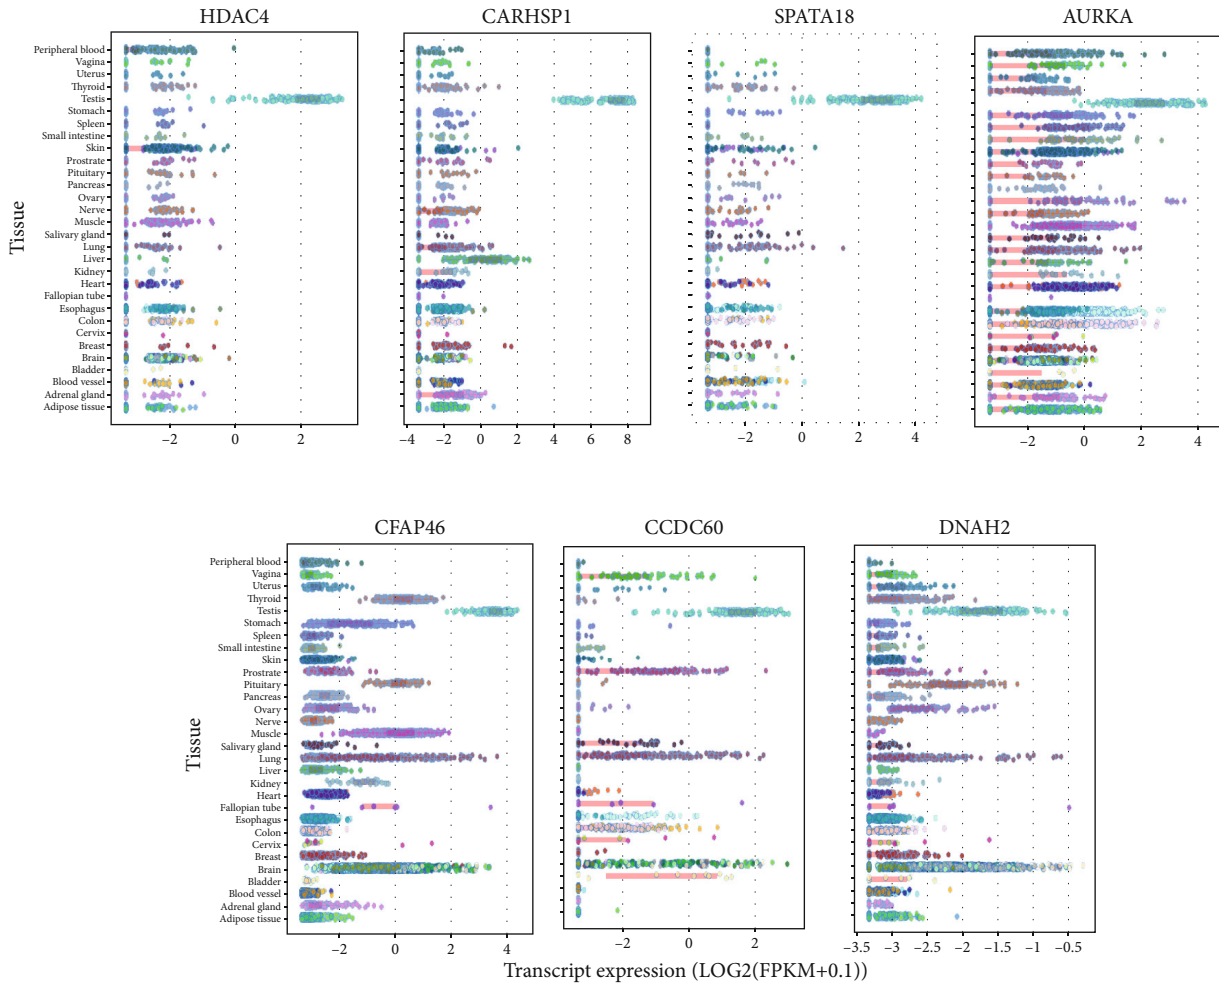 HDAC4
CARHSP1
SPATA18
AURKA
Tissue
Peripheral blood
Vagina
Uterus
Thyroid
Testis
Stomach
Spleen
Small intestine
Skin
Prostrate
Pituitary
Pancreas
Ovary
Nerve
Muscle
Salivary gland
Lung
Liver
Kidney
Heart
Fallopian tube
Esophagus
Colon
Cervix
Breast
Brain
Bladder
Blood vessel
Adrenal gland
Adipose tissue
−2 0 2
−4 −2 0 2 4 6 8
−2 0 2 4
−2 0 2 4
CFAP46
CCDC60
DNAH2
Tissue
Peripheral blood
Vagina
Uterus
Thyroid
Testis
Stomach
Spleen
Small intestine
Skin
Prostrate
Pituitary
Pancreas
Ovary
Nerve
Muscle
Salivary gland
Lung
Liver
Kidney
Heart
Fallopian tube
Esophagus
Colon
Cervix
Breast
Brain
Bladder
Blood vessel
Adrenal gland
Adipose tissue
−2 0 2 4
−2 0 2
−3.5 −3 −2.5 −2 −1.5 −1 −0.5
Transcript expression (LOG2(FPKM+0.1))